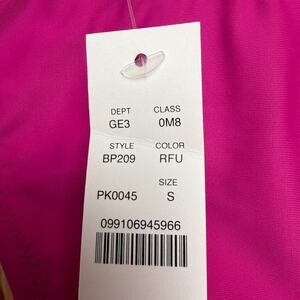 DEPT CLASS
GE3 0M8
STYLE COLOR
BP209 RFU
SIZE
PK0045 S
099106945966